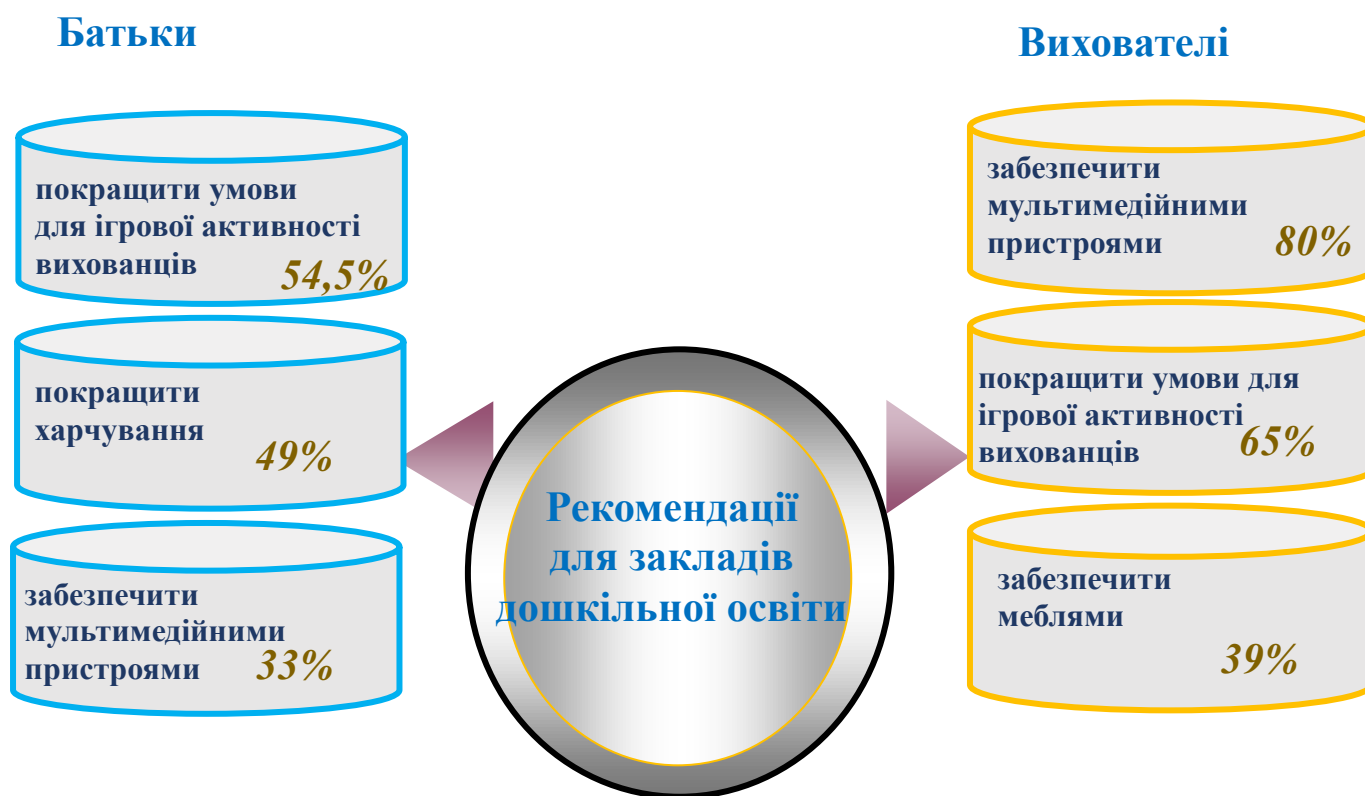 Батьки
покращити умови
для ігрової активності
вихованців
54,5%
покращити
харчування
49%
забезпечити
мультимедійними
пристроями
33%
Рекомендації
для закладів
дошкільної освіти
Вихователі
забезпечити
мультимедійними
пристроями
80%
покращити умови для
ігрової активності
вихованців
65%
забезпечити
меблями
39%